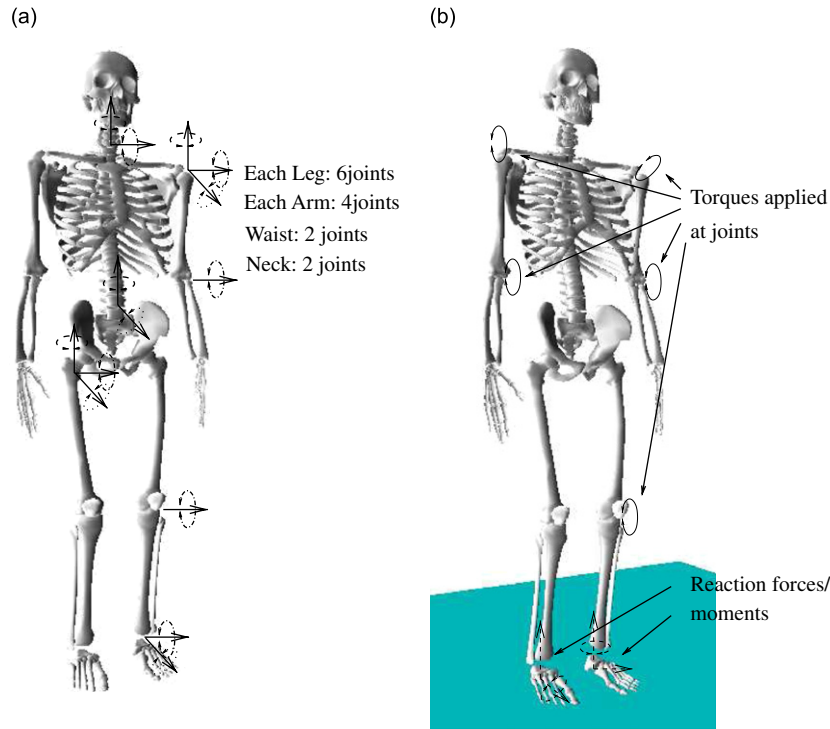 (a)
Each Leg: 6joints
Each Arm: 4joints
Waist: 2 joints
Neck: 2 joints
(b)
Torques applied
at joints
Reaction forces/
moments